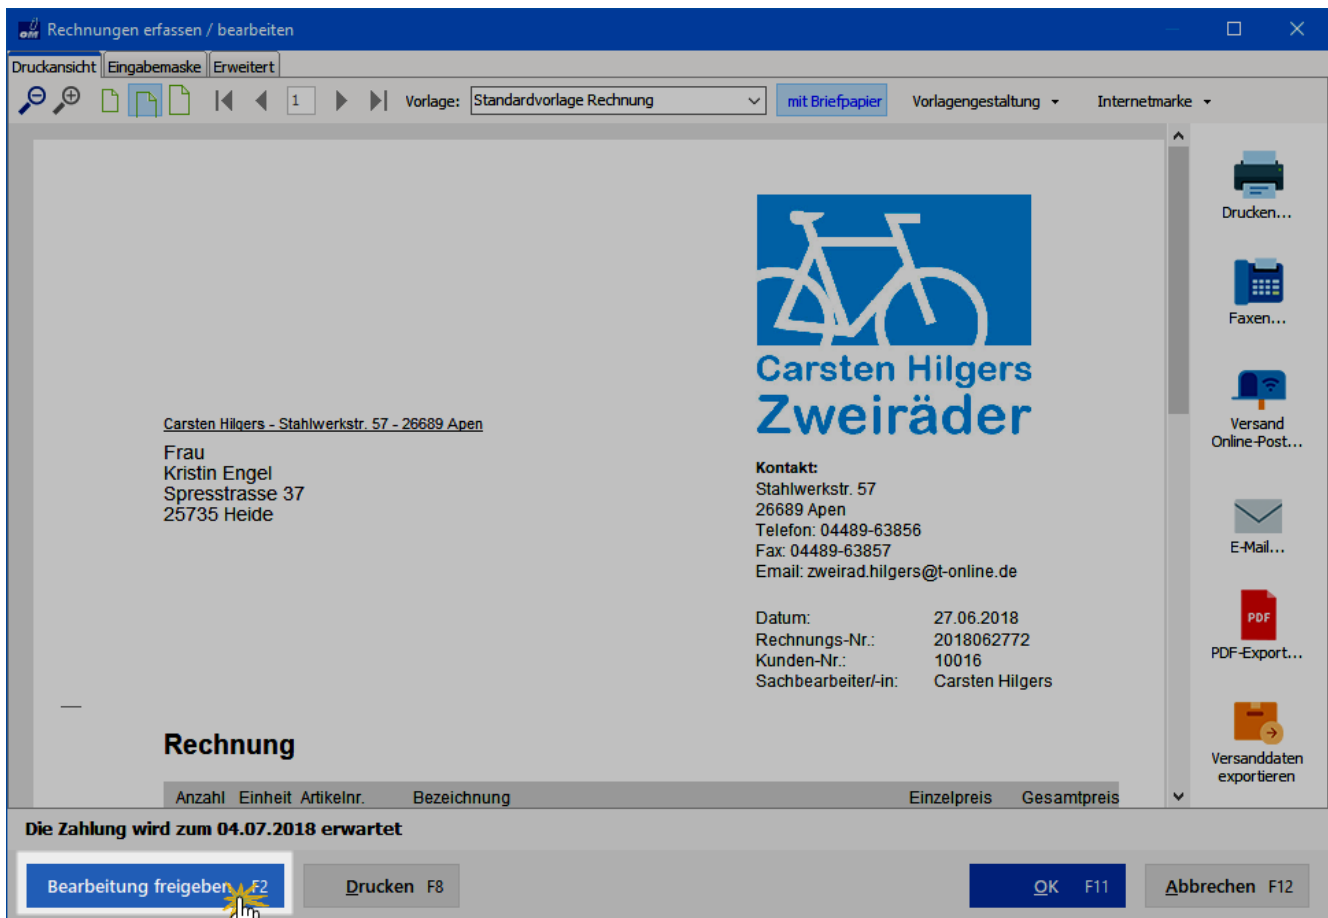 Rechnungen erfassen / bearbeiten
Druckansicht Eingabemaske Erweitert
1 Vorlage: Standardvorlage Rechnung mit Briefpapier Vorlagengestaltung Internetmarke
Drucken...
Faxen...
Versand
Online-Post...
E-Mail...
PDF
PDF-Export...
Versanddaten
exportieren
Carsten Hilgers
Zweiräder
Carsten Hilgers - Stahlwerkstr. 57 - 26689 Apen
Frau
Kristin Engel
Spresstrasse 37
25735 Heide
Kontakt:
Stahlwerkstr. 57
26689 Apen
Telefon: 04489-63856
Fax: 04489-63857
Email: zweirad.hilgers@t-online.de
Datum: 27.06.2018
Rechnungs-Nr.: 2018062772
Kunden-Nr.: 10016
Sachbearbeiter/-in: Carsten Hilgers
Rechnung
Anzahl Einheit Artikelnr. Bezeichnung Einzelpreis Gesamtpreis
Die Zahlung wird zum 04.07.2018 erwartet
Bearbeitung freigeben F2 Drucken F8 OK F11 Abbrechen F12